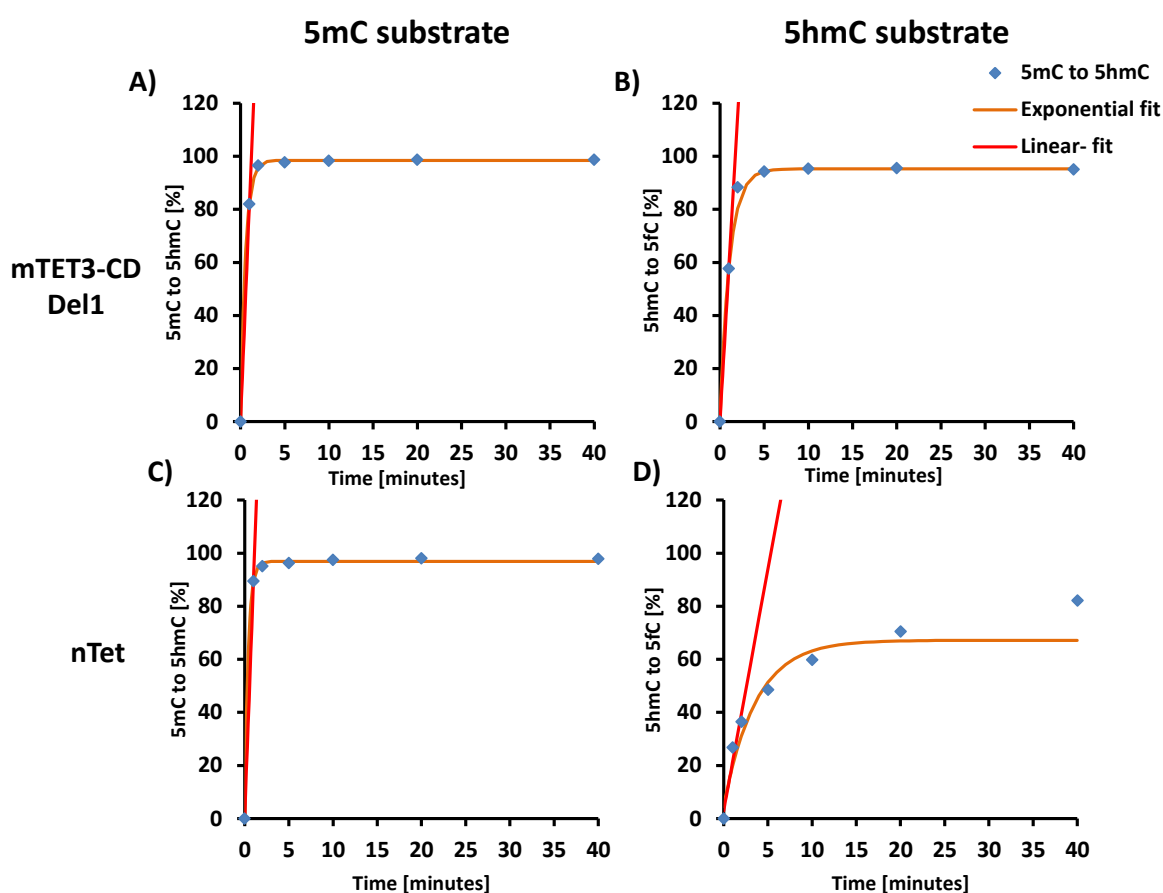 5mC substrate
5hmC substrate
5mC to 5hmC
Exponential fit
Linear- fit
mTET3-CD
Del1
A)
120
100
80
60
40
20
0
5mC to 5hmC [%]
0 5 10 15 20 25 30 35 40
Time [minutes]
B)
120
100
80
60
40
20
0
5hmC to 5fC [%]
0 5 10 15 20 25 30 35 40
Time [minutes]
nTet
C)
120
100
80
60
40
20
0
5mC to 5hmC [%]
0 5 10 15 20 25 30 35 40
Time [minutes]
D)
120
100
80
60
40
20
0
5hmC to 5fC [%]
0 5 10 15 20 25 30 35 40
Time [minutes]